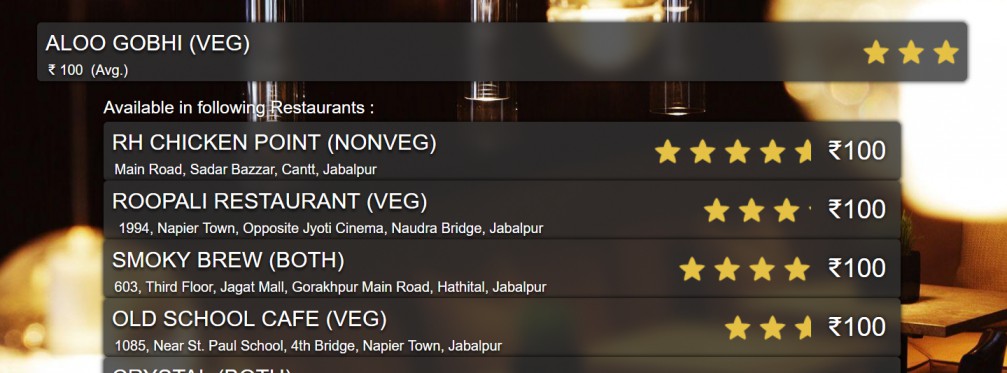 ALOO GOBHI (VEG)
₹ 100 (Avg.)
Available in following Restaurants :
RH CHICKEN POINT (NONVEG)
₹100
Main Road, Sadar Bazzar, Cantt, Jabalpur
ROOPALI RESTAURANT (VEG)
₹100
1994, Napier Town, Opposite Jyoti Cinema, Naudra Bridge, Jabalpur
SMOKY BREW (BOTH)
₹100
603, Third Floor, Jagat Mall, Gorakhpur Main Road, Hathital, Jabalpur
OLD SCHOOL CAFE (VEG)
₹100
1085, Near St. Paul School, 4th Bridge, Napier Town, Jabalpur
CRYSTAL (BOTH)